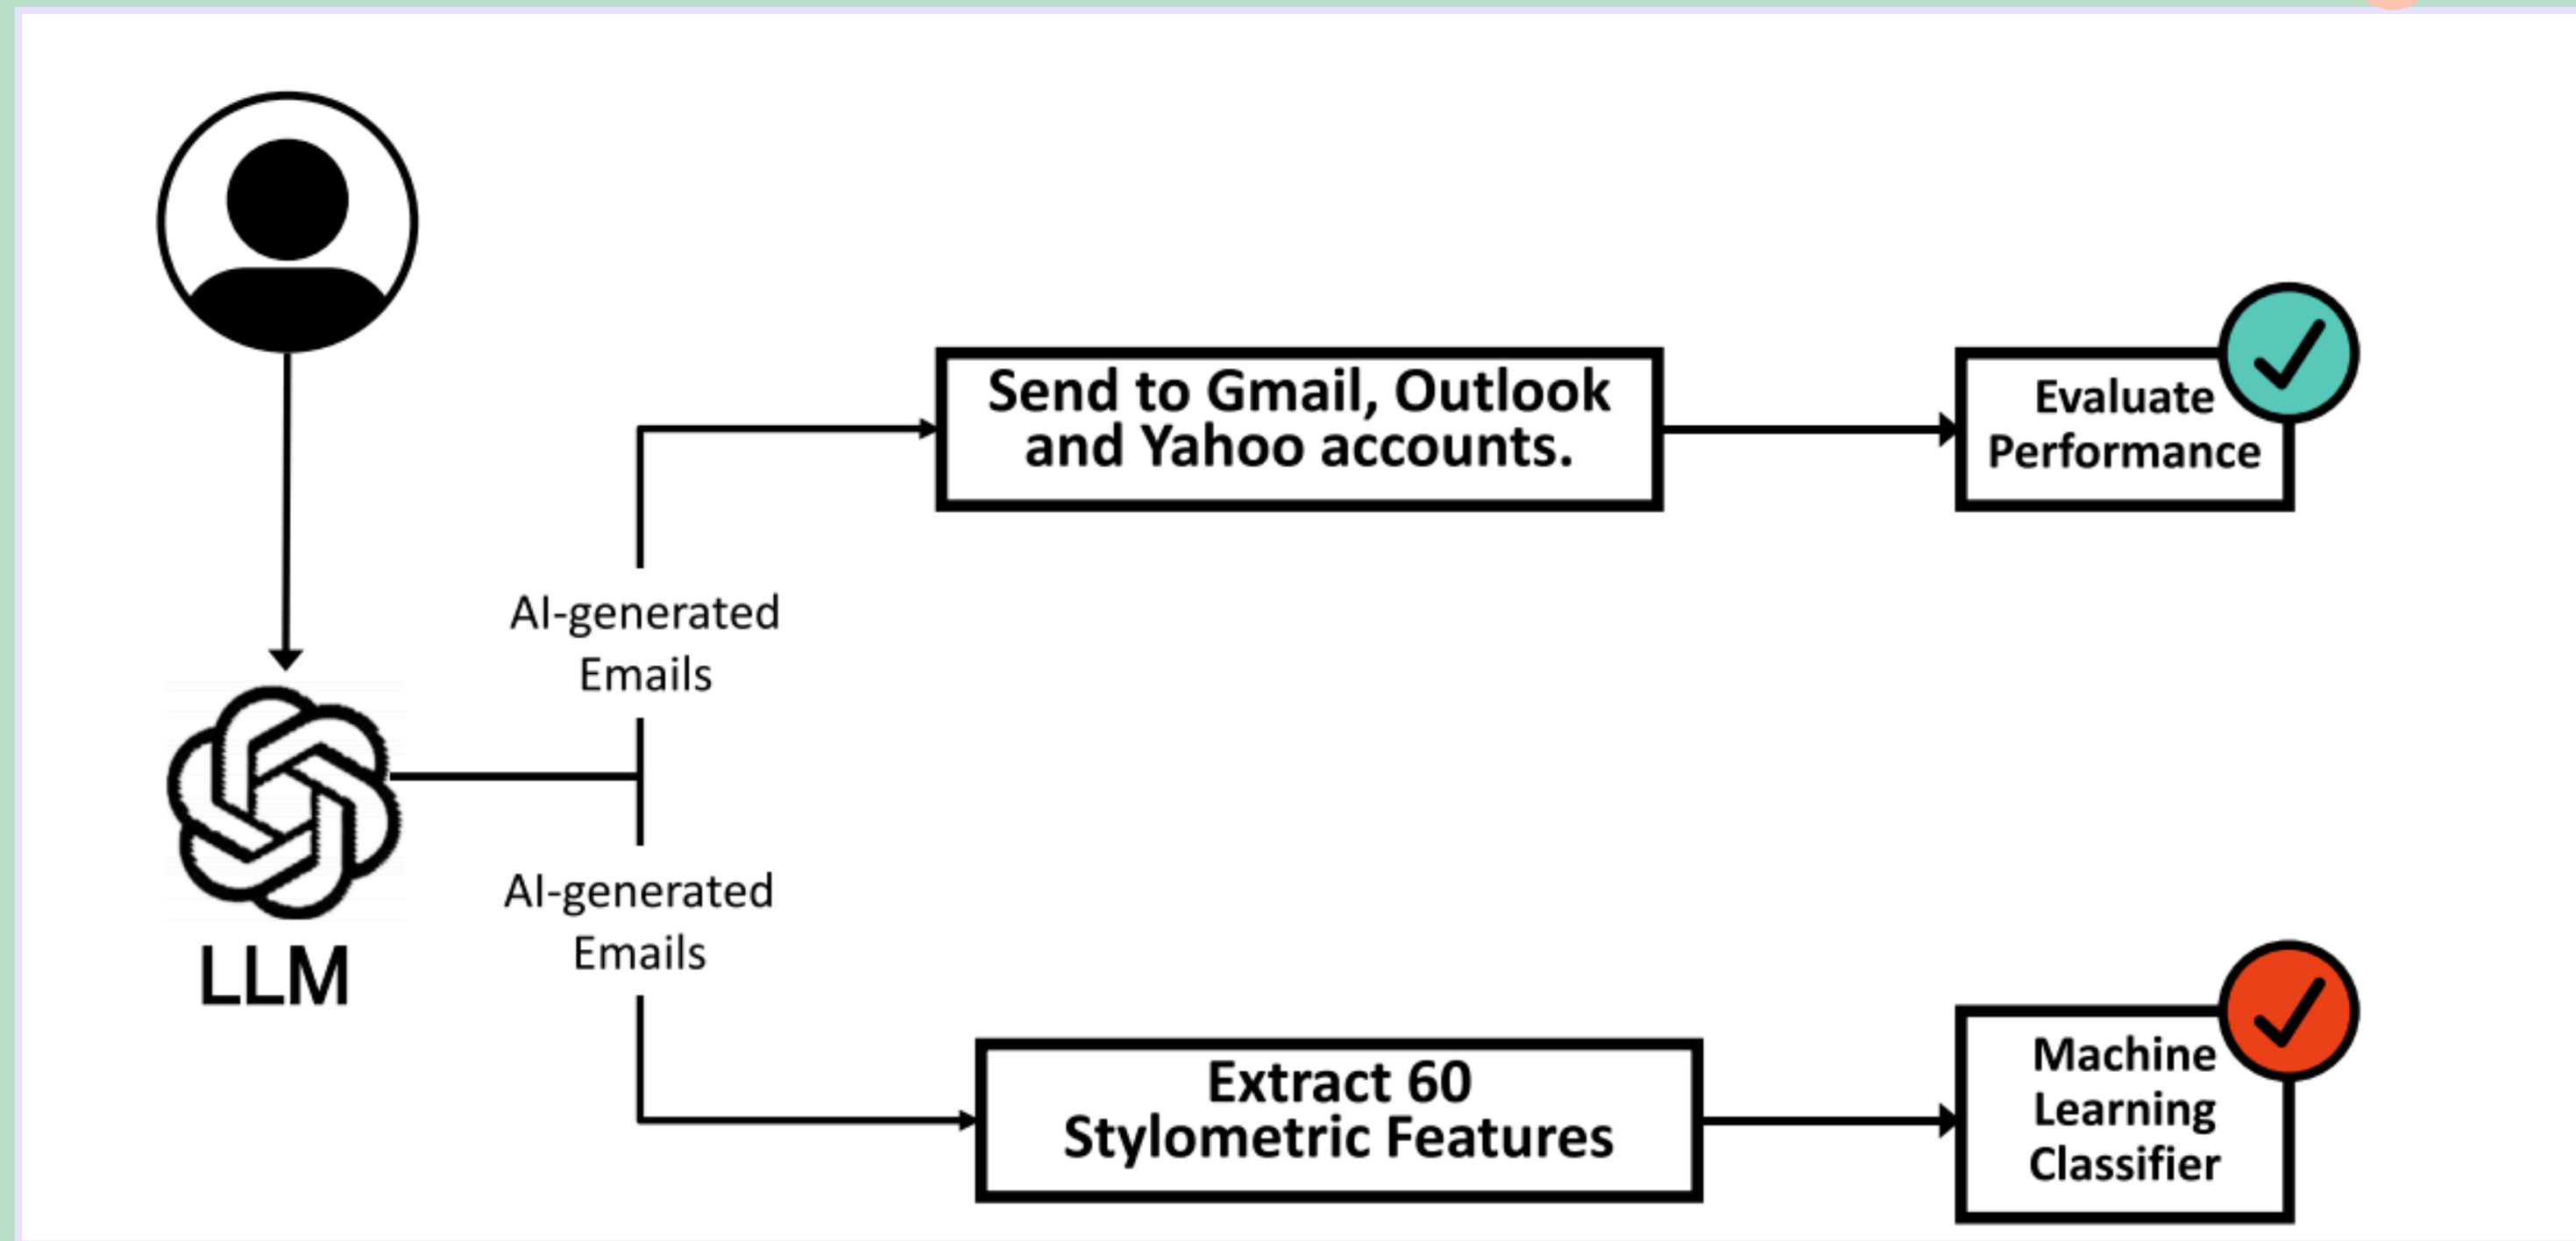 Send to Gmail, Outlook
and Yahoo accounts.
Evaluate
Performance
AI-generated
Emails
LLM
AI-generated
Emails
Extract 60
Stylometric Features
Machine
Learning
Classifier